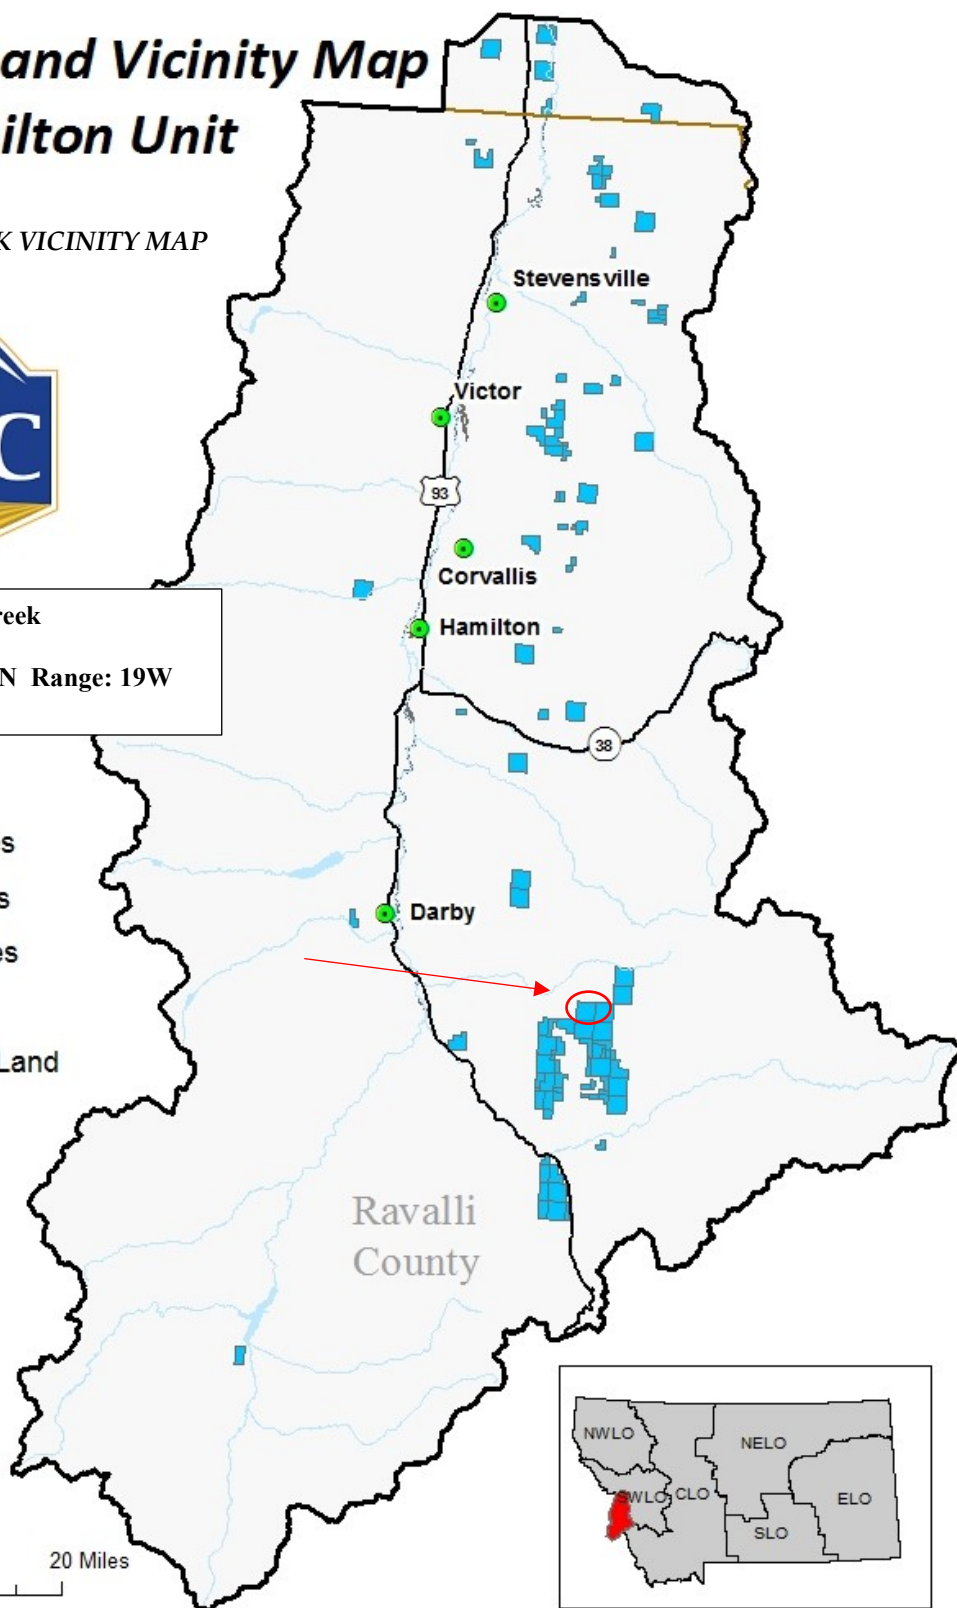 and Vicinity Map
ilton Unit
K VICINITY MAP
C
reek
N Range: 19W
s
s
es
Land
Stevensville
Victor
93
Corvallis
Hamilton
38
Darby
Ravalli
County
20 Miles
NWLO
NELO
SWLO
CLO
ELO
SLO